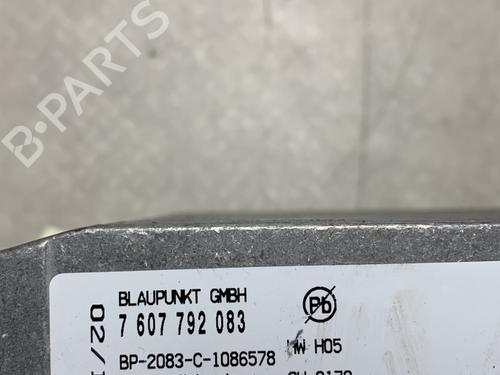 B-PARTS
BLAUPUNKT GMBH
7 607 792 083
BP-2083-C-1086578
HW H05
Pb
02/